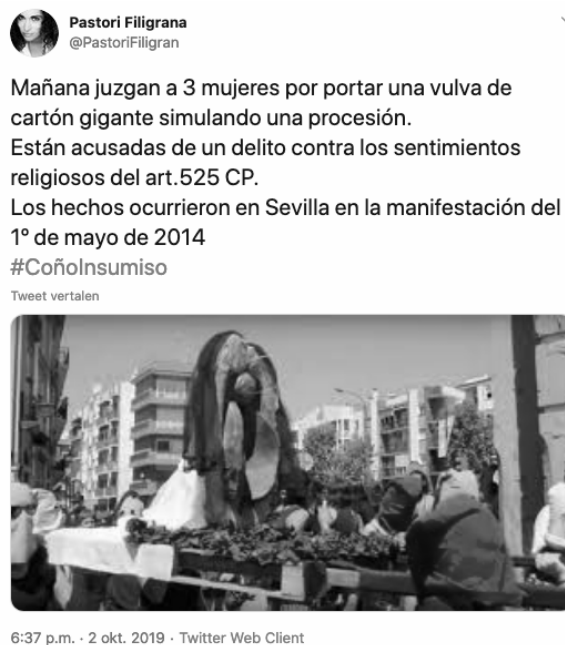 Pastori Filigrana
@PastoriFiligran
Mañana juzgan a 3 mujeres por portar una vulva de
cartón gigante simulando una procesión.
Están acusadas de un delito contra los sentimientos
religiosos del art.525 CP.
Los hechos ocurrieron en Sevilla en la manifestación del
1º de mayo de 2014
#CoñoInsumiso
Tweet vertalen
6:37 p.m. · 2 okt. 2019 · Twitter Web Client